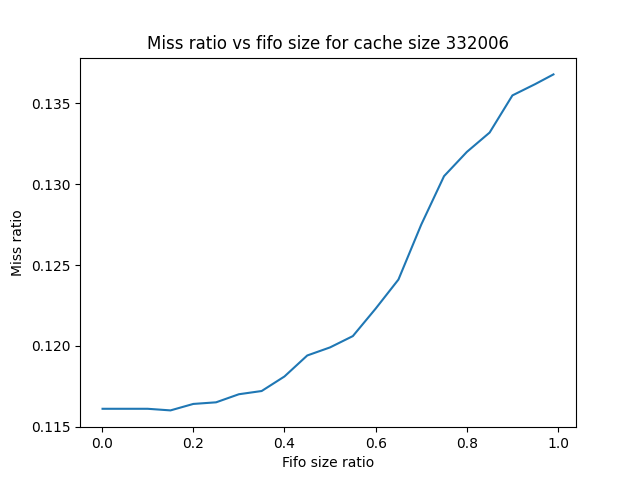 Miss ratio vs fifo size for cache size 332006
0.135
0.130
0.125
0.120
0.115
Miss ratio
0.0 0.2 0.4 0.6 0.8 1.0
Fifo size ratio